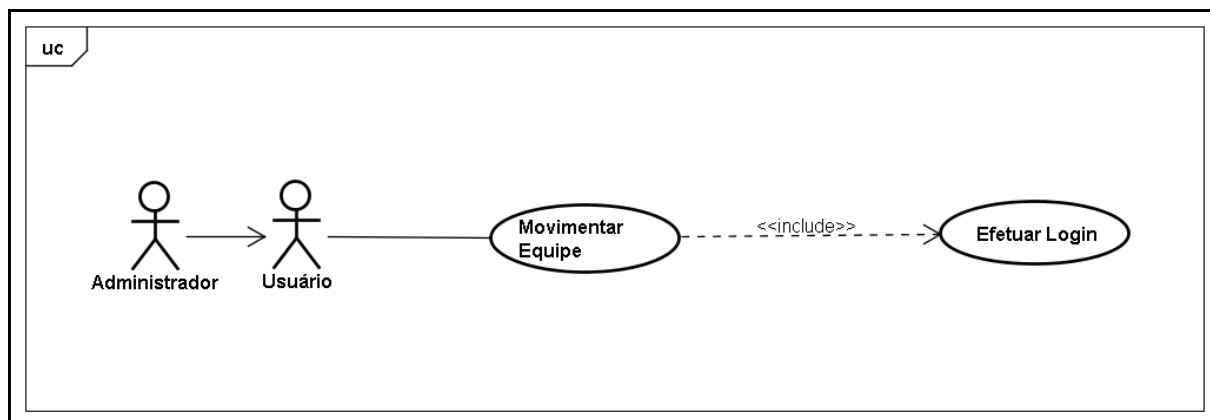 uc
Administrador
Usuário
Movimentar
Equipe
<<include>>
Efetuar Login